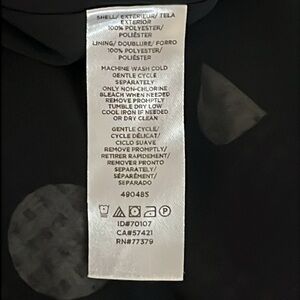 SHELL/ EXTERIEUR/ TELA
EXTERIOR
100% POLYESTER/
POLIÉSTER
LINING/ DOUBLURE/ FORRO
100% POLYESTER/
POLIÉSTER
MACHINE WASH COLD
GENTLE CYCLE
SEPARATELY
ONLY NON-CHLORINE
BLEACH WHEN NEEDED
REMOVE PROMPTLY
TUMBLE DRY LOW
COOL IRON IF NEEDED
OR DRY CLEAN
GENTLE CYCLE/
CYCLE DÉLICAT/
CICLO SUAVE
REMOVE PROMPTLY/
RETIRER RAPIDEMENT/
REMOVER PRONTO
SEPARATELY/
SÉPARÉMENT/
SEPARADO
490485
ID#70107
CA#57421
RN#77379